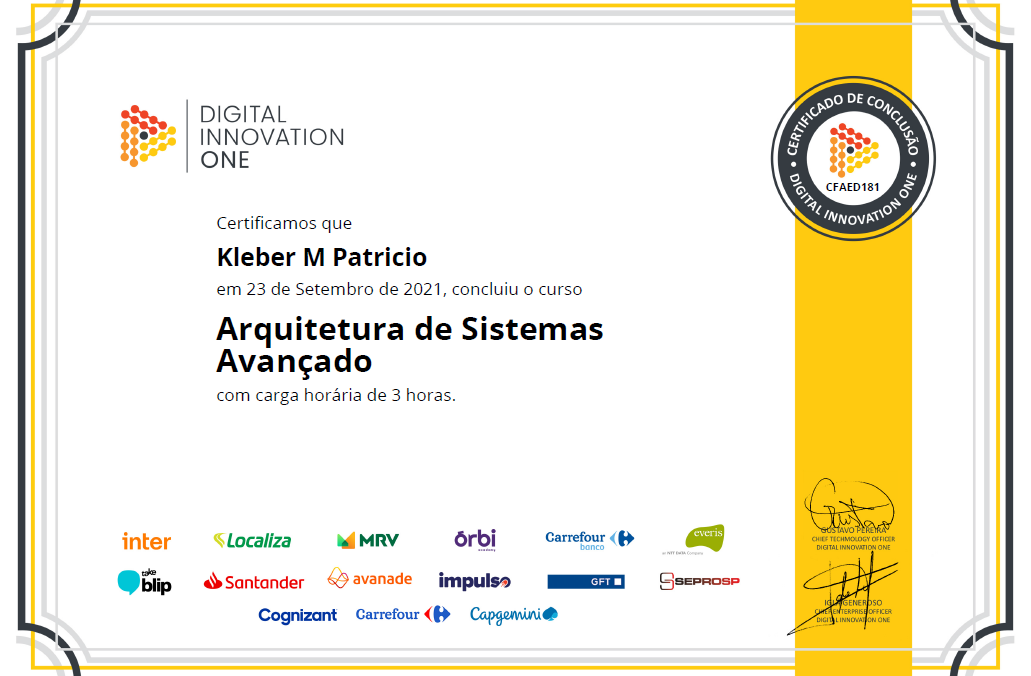 DIGITAL
INNOVATION
ONE
CERTIFICADO DE CONCLUSÃO
CFAED181
DIGITAL INNOVATION ONE
Certificamos que
Kleber M Patricio
em 23 de Setembro de 2021, concluiu o curso
Arquitetura de Sistemas
Avançado
com carga horária de 3 horas.
inter
Localiza
MRV
ōrbi
academy
Carrefour
banco
everis
an NTT DATA Company
take
blip
Santander
avanade
impulso
GFT
SEPROSP
Cognizant
Carrefour
Capgemini
GUSTAVO PEREIRA
CHIEF TECHNOLOGY OFFICER
DIGITAL INNOVATION ONE
GENEROSO
CHIEF ENTERPRISE OFFICER
DIGITAL INNOVATION ONE